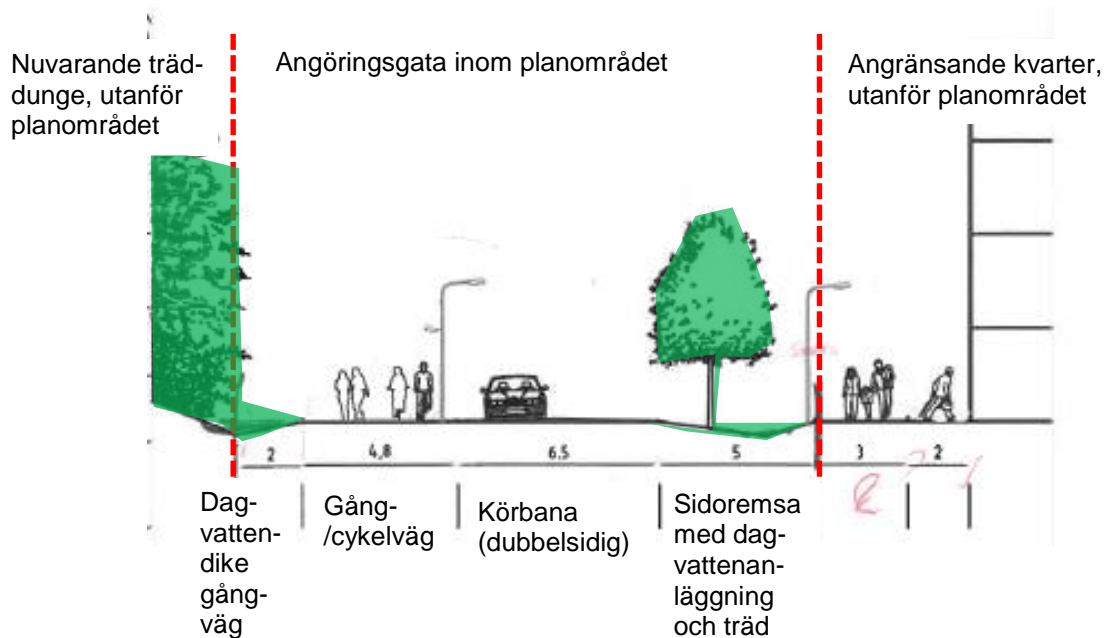 Nuvarande träd-
dunge, utanför
planområdet
Angöringsgata inom planområdet
Angränsande kvarter,
utanför planområdet
2
4,8
6.5
5
3
2
Dag-
vatten-
dike
gång-
väg
Gång-
/cykelväg
Körbana
(dubbelsidig)
Sidoremsa
med dag-
vattenan-
läggning
och träd